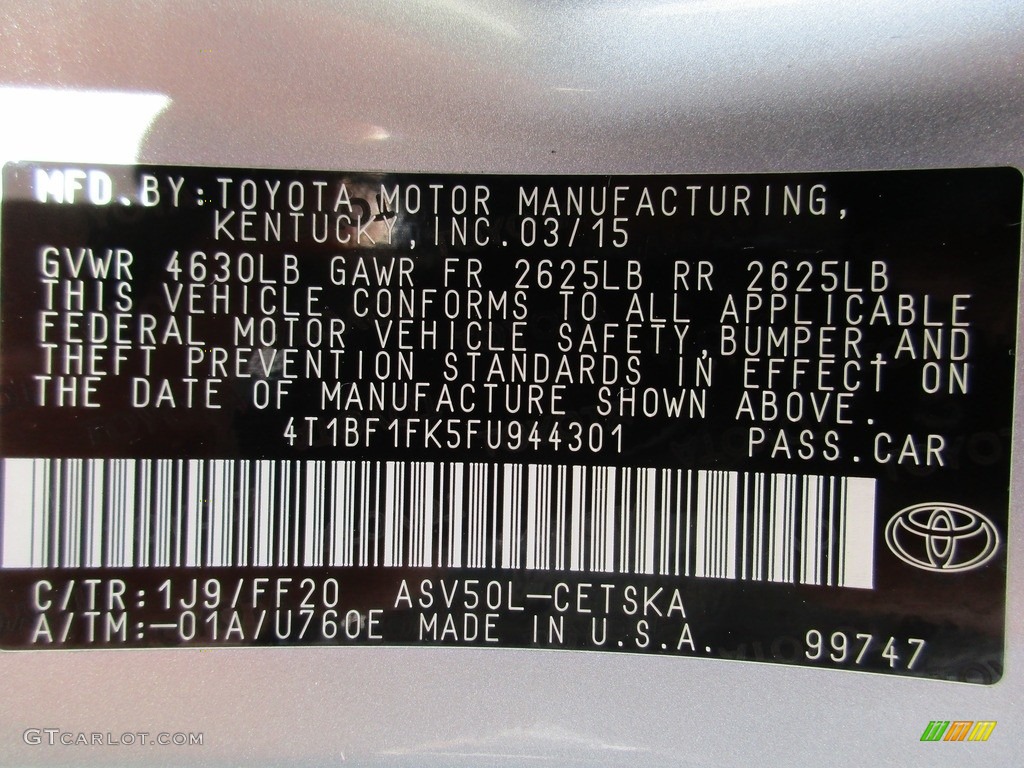 MFD.BY:TOYOTA MOTOR MANUFACTURING,
KENTUCKY,INC.03/15
GVWR 4630LB GAWR FR 2625LB RR 2625LB
THIS VEHICLE CONFORMS TO ALL APPLICABLE
FEDERAL MOTOR VEHICLE SAFETY,BUMPER,AND
THEFT PREVENTION STANDARDS IN EFFECT ON
THE DATE OF MANUFACTURE SHOWN ABOVE.
4T1BF1FK5FU944301 PASS.CAR
C/TR:1J9/FF20 ASV50L-CETSKA
A/TM:-01A/U760E MADE IN U.S.A. 99747
GTCARLOT.COM